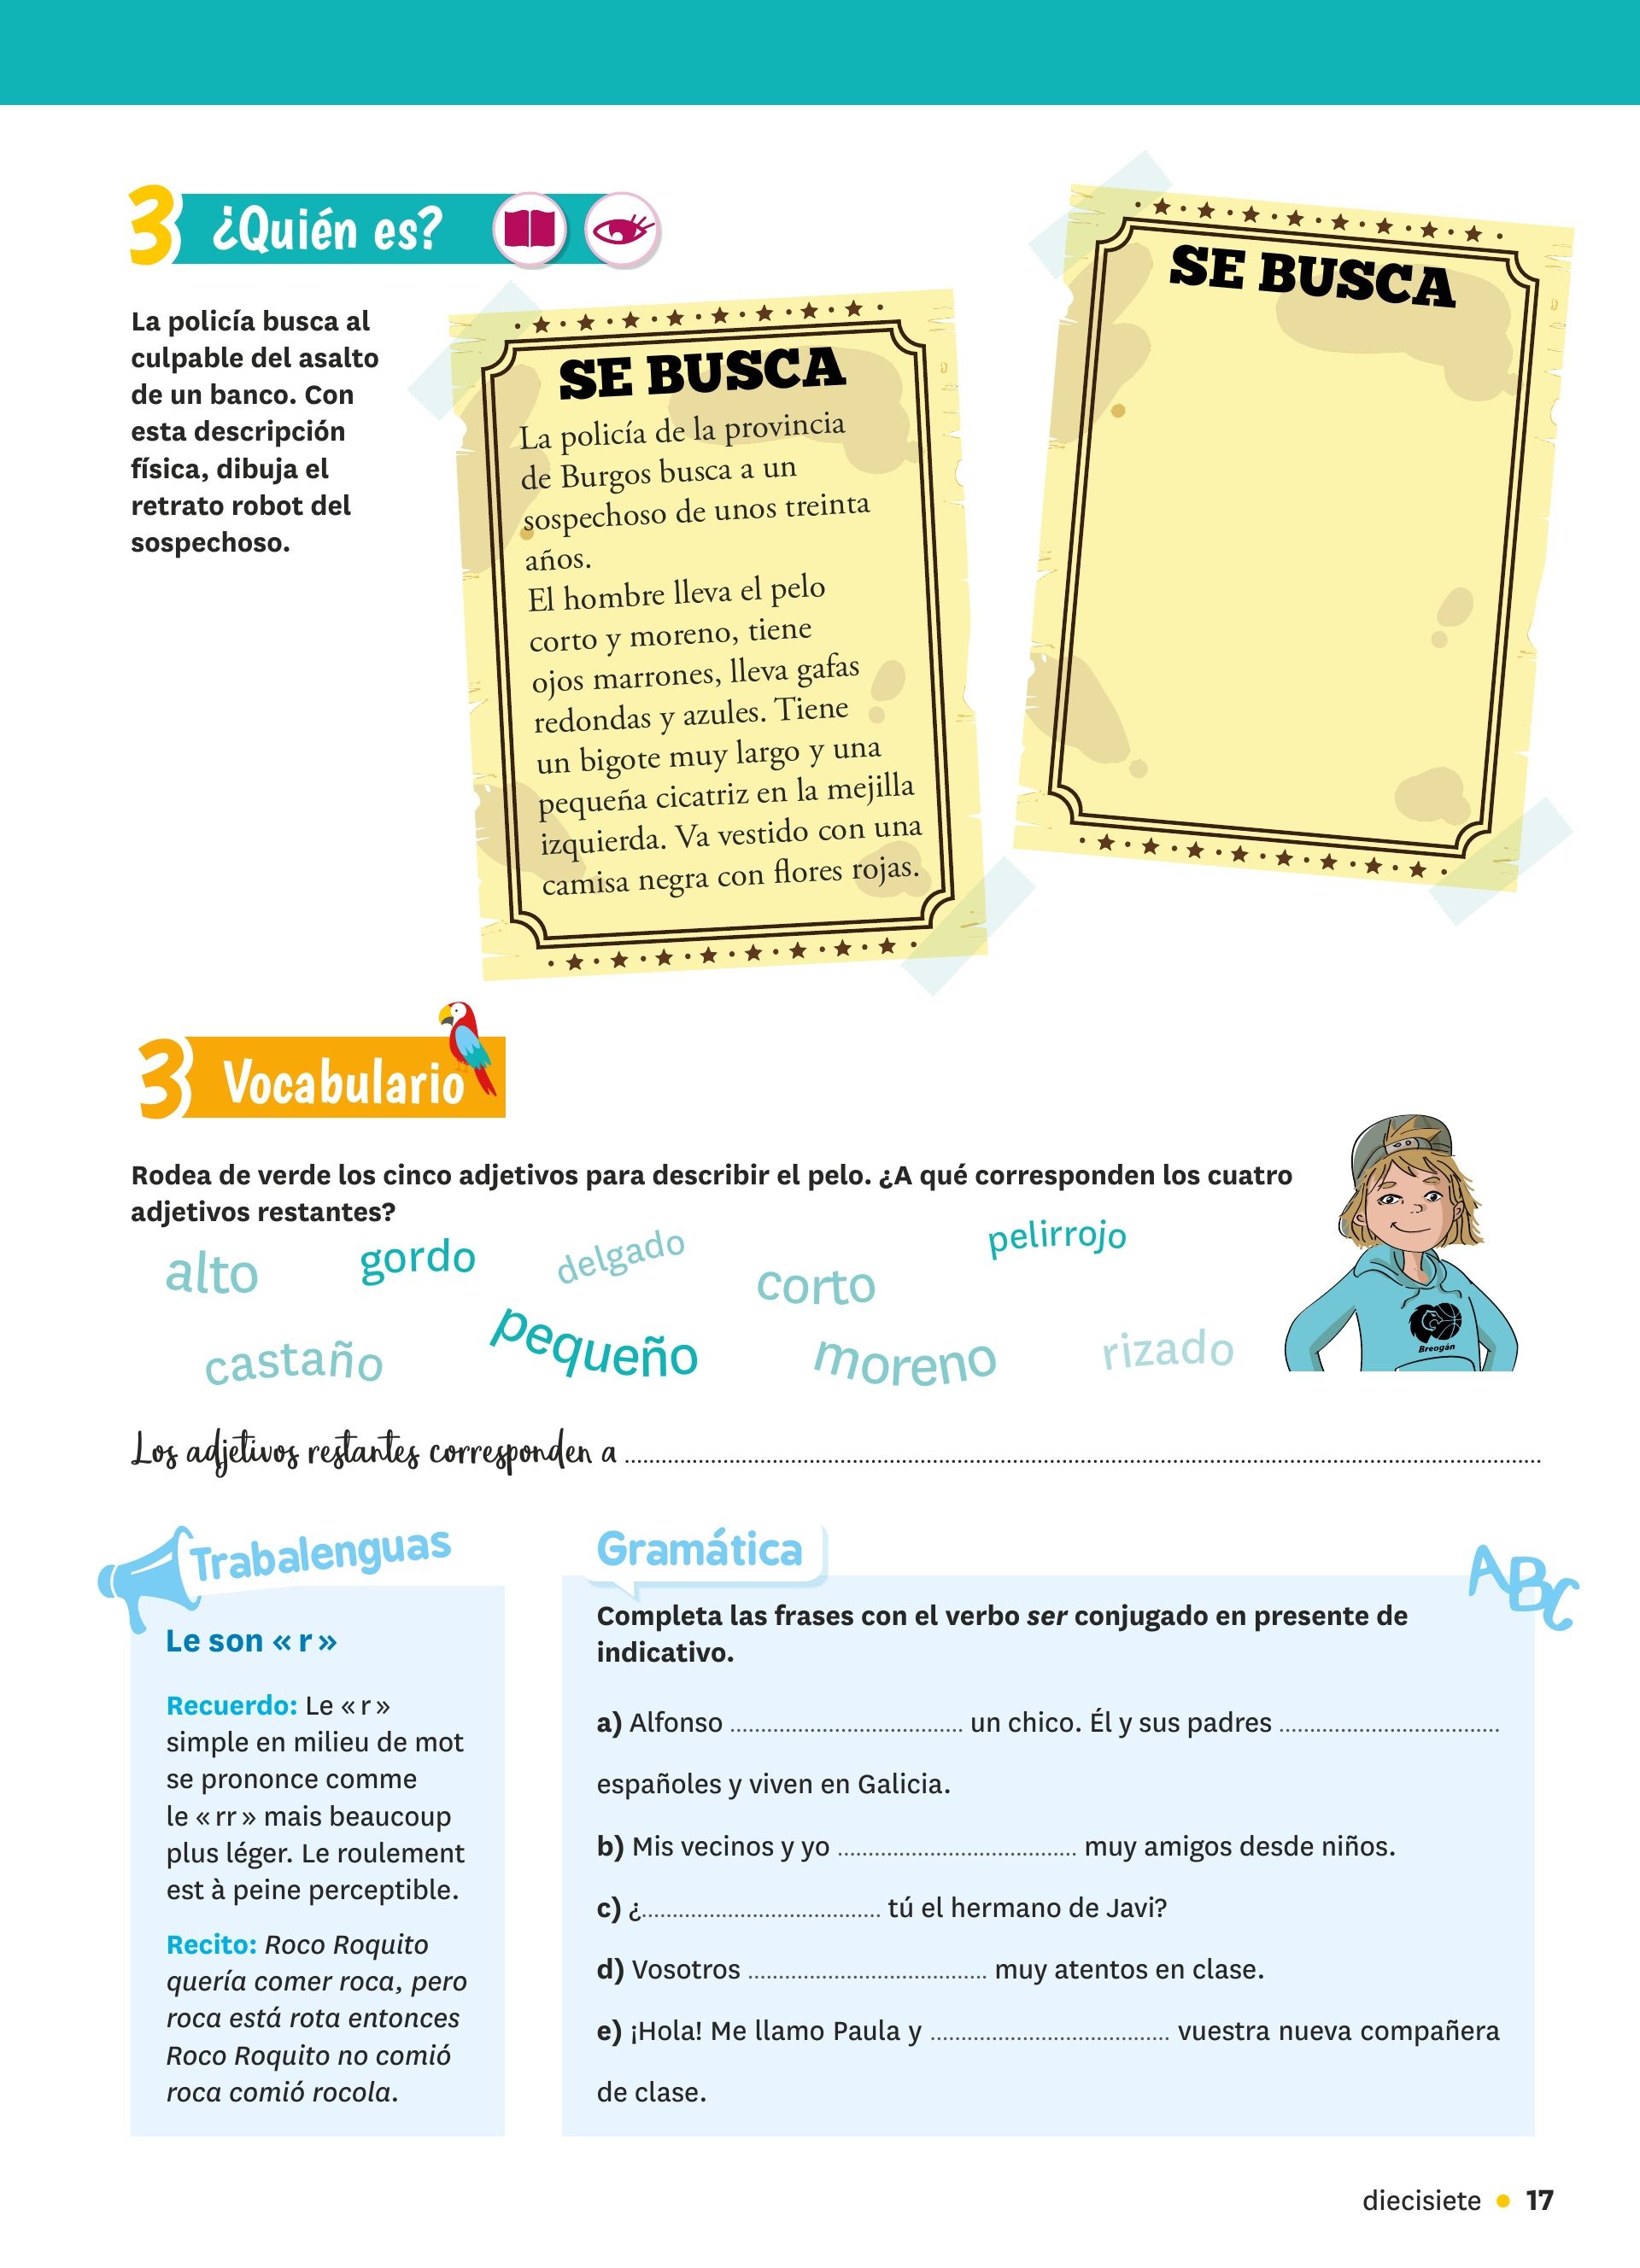 3 ¿Quién es?
La policía busca al
culpable del asalto
de un banco. Con
esta descripción
física, dibuja el
retrato robot del
sospechoso.
SE BUSCA
La policía de la provincia
de Burgos busca a un
sospechoso de unos treinta
años.
El hombre lleva el pelo
corto y moreno, tiene
ojos marrones, lleva gafas
redondas y azules. Tiene
un bigote muy largo y una
pequeña cicatriz en la mejilla
izquierda. Va vestido con una
camisa negra con flores rojas.
SE BUSCA
3 Vocabulario
Rodea de verde los cinco adjetivos para describir el pelo. ¿A qué corresponden los cuatro
adjetivos restantes?
alto
gordo
delgado
corto
pelirrojo
castaño
pequeño
moreno
rizado
Breogán
Los adjetivos restantes corresponden a
Trabalenguas
Le son « r »
Recuerdo: Le « r »
simple en milieu de mot
se prononce comme
le « rr » mais beaucoup
plus léger. Le roulement
est à peine perceptible.
Recito: Roco Roquito
quería comer roca, pero
roca está rota entonces
Roco Roquito no comió
roca comió rocola.
Gramática
ABC
Completa las frases con el verbo ser conjugado en presente de
indicativo.
a) Alfonso ........ un chico. Él y sus padres ........
españoles y viven en Galicia.
b) Mis vecinos y yo ........ muy amigos desde niños.
c) ¿........ tú el hermano de Javi?
d) Vosotros ........ muy atentos en clase.
e) ¡Hola! Me llamo Paula y ........ vuestra nueva compañera
de clase.
diecisiete • 17